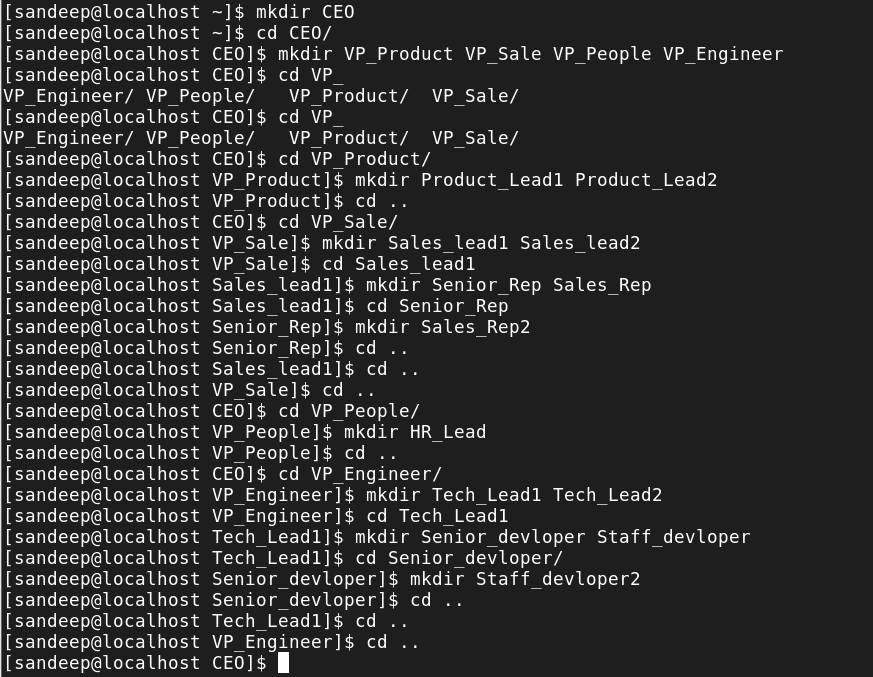 [sandeep@localhost ~]$ mkdir CEO
[sandeep@localhost ~]$ cd CEO/
[sandeep@localhost CEO]$ mkdir VP_Product VP_Sale VP_People VP_Engineer
[sandeep@localhost CEO]$ cd VP_
VP_Engineer/ VP_People/   VP_Product/  VP_Sale/
[sandeep@localhost CEO]$ cd VP_
VP_Engineer/ VP_People/   VP_Product/  VP_Sale/
[sandeep@localhost CEO]$ cd VP_Product/
[sandeep@localhost VP_Product]$ mkdir Product_Lead1 Product_Lead2
[sandeep@localhost VP_Product]$ cd ..
[sandeep@localhost CEO]$ cd VP_Sale/
[sandeep@localhost VP_Sale]$ mkdir Sales_lead1 Sales_lead2
[sandeep@localhost VP_Sale]$ cd Sales_lead1
[sandeep@localhost Sales_lead1]$ mkdir Senior_Rep Sales_Rep
[sandeep@localhost Sales_lead1]$ cd Senior_Rep
[sandeep@localhost Senior_Rep]$ mkdir Sales_Rep2
[sandeep@localhost Senior_Rep]$ cd ..
[sandeep@localhost Sales_lead1]$ cd ..
[sandeep@localhost VP_Sale]$ cd ..
[sandeep@localhost CEO]$ cd VP_People/
[sandeep@localhost VP_People]$ mkdir HR_Lead
[sandeep@localhost VP_People]$ cd ..
[sandeep@localhost CEO]$ cd VP_Engineer/
[sandeep@localhost VP_Engineer]$ mkdir Tech_Lead1 Tech_Lead2
[sandeep@localhost VP_Engineer]$ cd Tech_Lead1
[sandeep@localhost Tech_Lead1]$ mkdir Senior_devloper Staff_devloper
[sandeep@localhost Tech_Lead1]$ cd Senior_devloper/
[sandeep@localhost Senior_devloper]$ mkdir Staff_devloper2
[sandeep@localhost Senior_devloper]$ cd ..
[sandeep@localhost Tech_Lead1]$ cd ..
[sandeep@localhost VP_Engineer]$ cd ..
[sandeep@localhost CEO]$